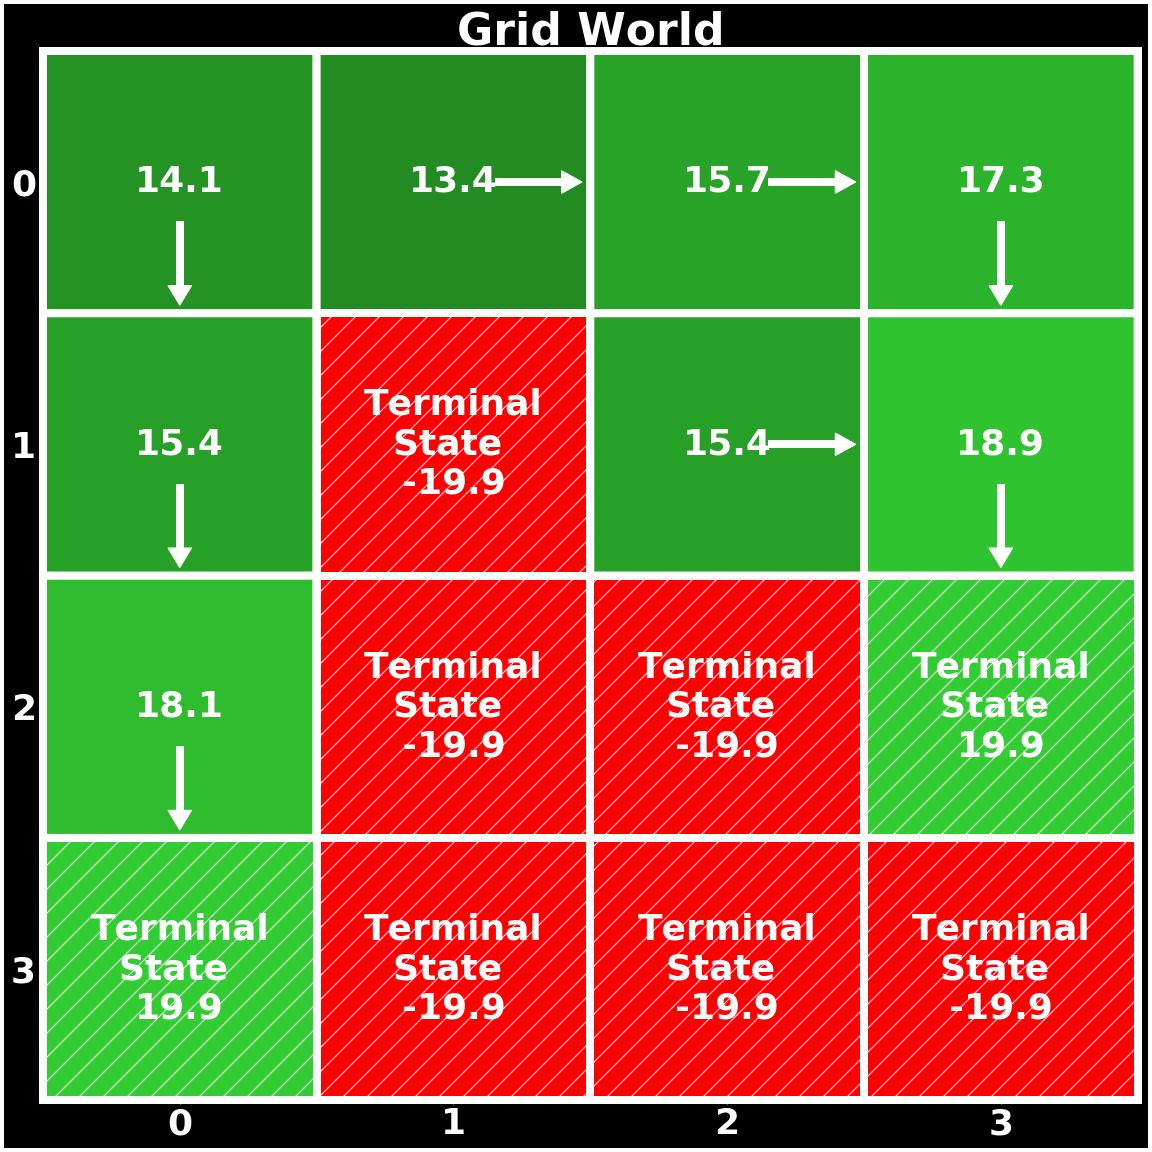 Grid World
0
14.1
13.4
15.7
17.3
1
15.4
Terminal
State
-19.9
15.4
18.9
2
18.1
Terminal
State
-19.9
Terminal
State
-19.9
Terminal
State
19.9
3
Terminal
State
19.9
Terminal
State
-19.9
Terminal
State
-19.9
Terminal
State
-19.9
0
1
2
3